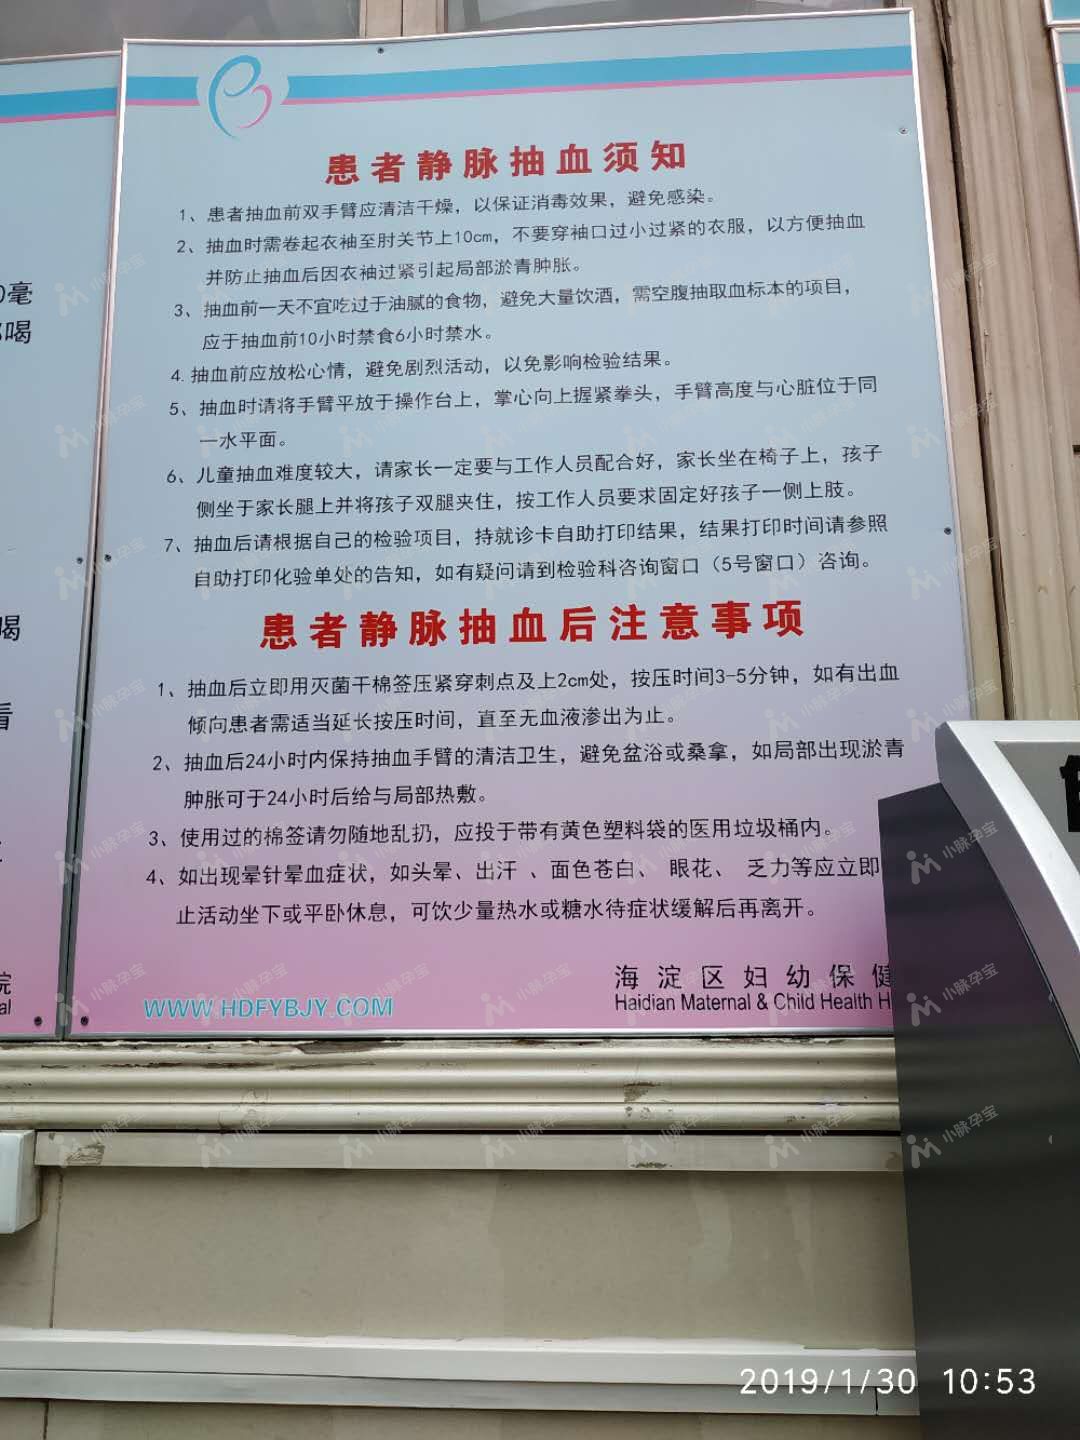 患者静脉抽血须知
1、患者抽血前双手臂应清洁干燥，以保证消毒效果，避免感染。
2、抽血时需卷起衣袖至肘关节上10cm，不要穿袖口过小过紧的衣服，以方便抽血
并防止抽血后因衣袖过紧引起局部淤青肿胀。
3、抽血前一天不宜吃过于油腻的食物，避免大量饮酒，需空腹抽取血标本的项目，
应于抽血前10小时禁食6小时禁水。
4.抽血前应放松心情，避免剧烈活动，以免影响检验结果。
5、抽血时请将手臂平放于操作台上，掌心向上握紧拳头，手臂高度与心脏位于同
一水平面。
6、儿童抽血难度较大，请家长一定要与工作人员配合好，家长坐在椅子上，孩子
侧坐于家长腿上并将孩子双腿夹住，按工作人员要求固定好孩子一侧上肢。
7、抽血后请根据自己的检验项目，持就诊卡自助打印结果，结果打印时间请参照
自助打印化验单处的告知，如有疑问请到检验科咨询窗口（5号窗口）咨询。
患者静脉抽血后注意事项
1、抽血后立即用灭菌干棉签压紧穿刺点及上2cm处，按压时间3-5分钟，如有出血
倾向患者需适当延长按压时间，直至无血液渗出为止。
2、抽血后24小时内保持抽血手臂的清洁卫生，避免盆浴或桑拿，如局部出现淤青
肿胀可于24小时后给与局部热敷。
3、使用过的棉签请勿随地乱扔，应投于带有黄色塑料袋的医用垃圾桶内。
4、如出现晕针晕血症状，如头晕、出汗 、面色苍白、 眼花、 乏力等应立即
止活动坐下或平卧休息，可饮少量热水或糖水待症状缓解后再离开。
海淀区妇幼保健
WWW.HDFYBJY.COM
Haidian Maternal & Child Health H
0毫
喝
喝
看
院
al
小脉孕宝
2019/1/30 10:53